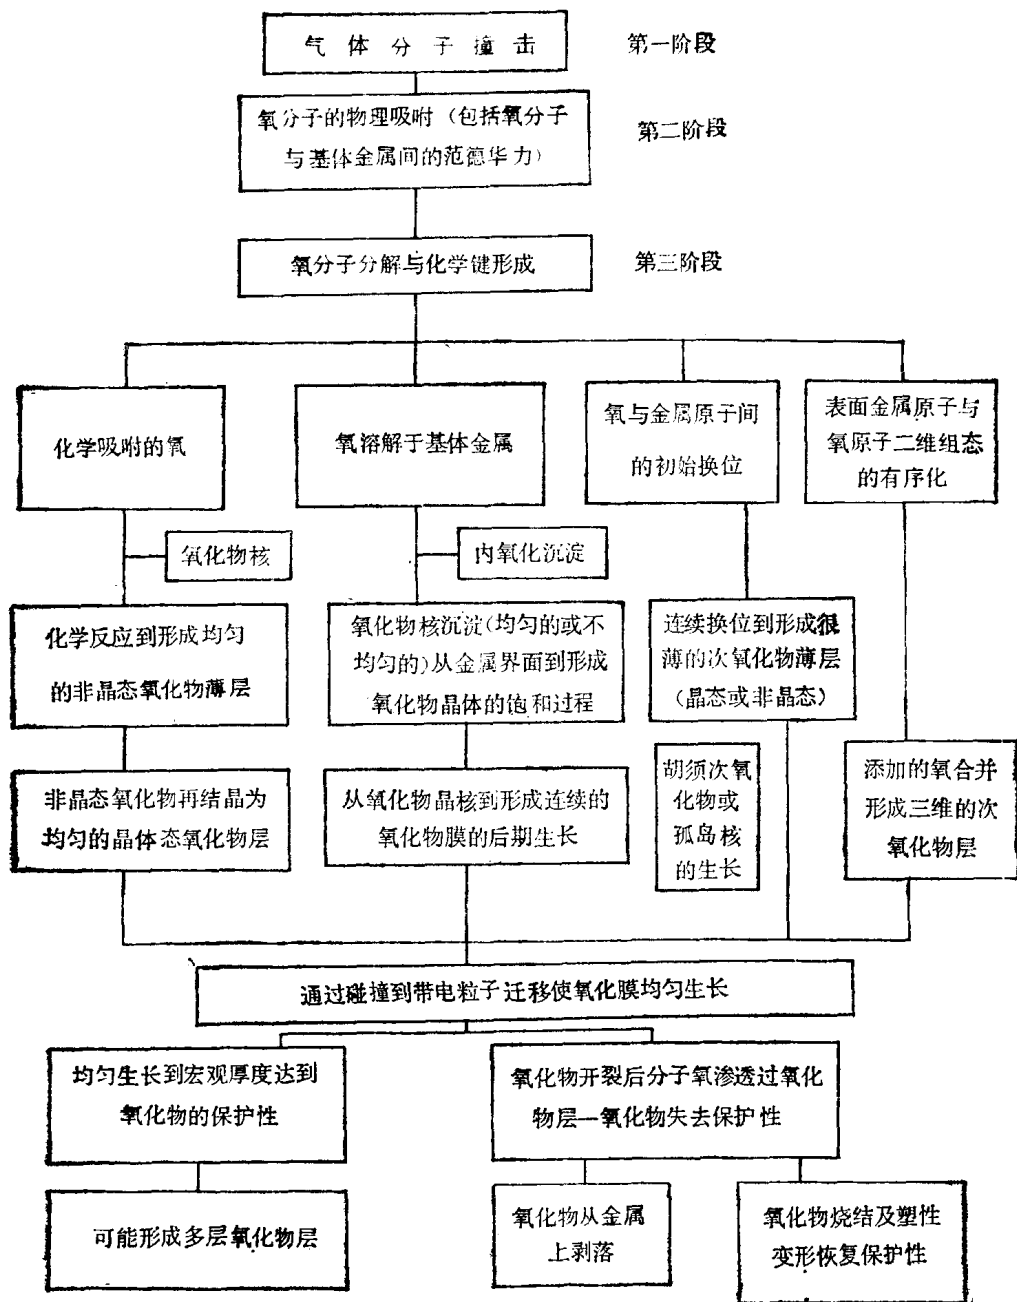 气体分子撞击
第一阶段
氧分子的物理吸附（包括氧分子
与基体金属间的范德华力）
第二阶段
氧分子分解与化学键形成
第三阶段
化学吸附的氧
氧溶解于基体金属
氧与金属原子间
的初始换位
表面金属原子与
氧原子二维组态
的有序化
氧化物核
内氧化沉淀
化学反应到形成均匀
的非晶态氧化物薄层
氧化物核沉淀（均匀的或不
均匀的）从金属界面到形成
氧化物晶体的饱和过程
连续换位到形成很
薄的次氧化物薄层
（晶态或非晶态）
非晶态氧化物再结晶为
均匀的晶体态氧化物层
从氧化物晶核到形成连续的
氧化物膜的后期生长
胡须次氧
化物或
孤岛核
的生长
添加的氧合并
形成三维的次
氧化物层
通过碰撞到带电粒子迁移使氧化膜均匀生长
均匀生长到宏观厚度达到
氧化物的保护性
氧化物开裂后分子氧渗透过氧化
物层—氧化物失去保护性
可能形成多层氧化物层
氧化物从金属
上剥落
氧化物烧结及塑性
变形恢复保护性